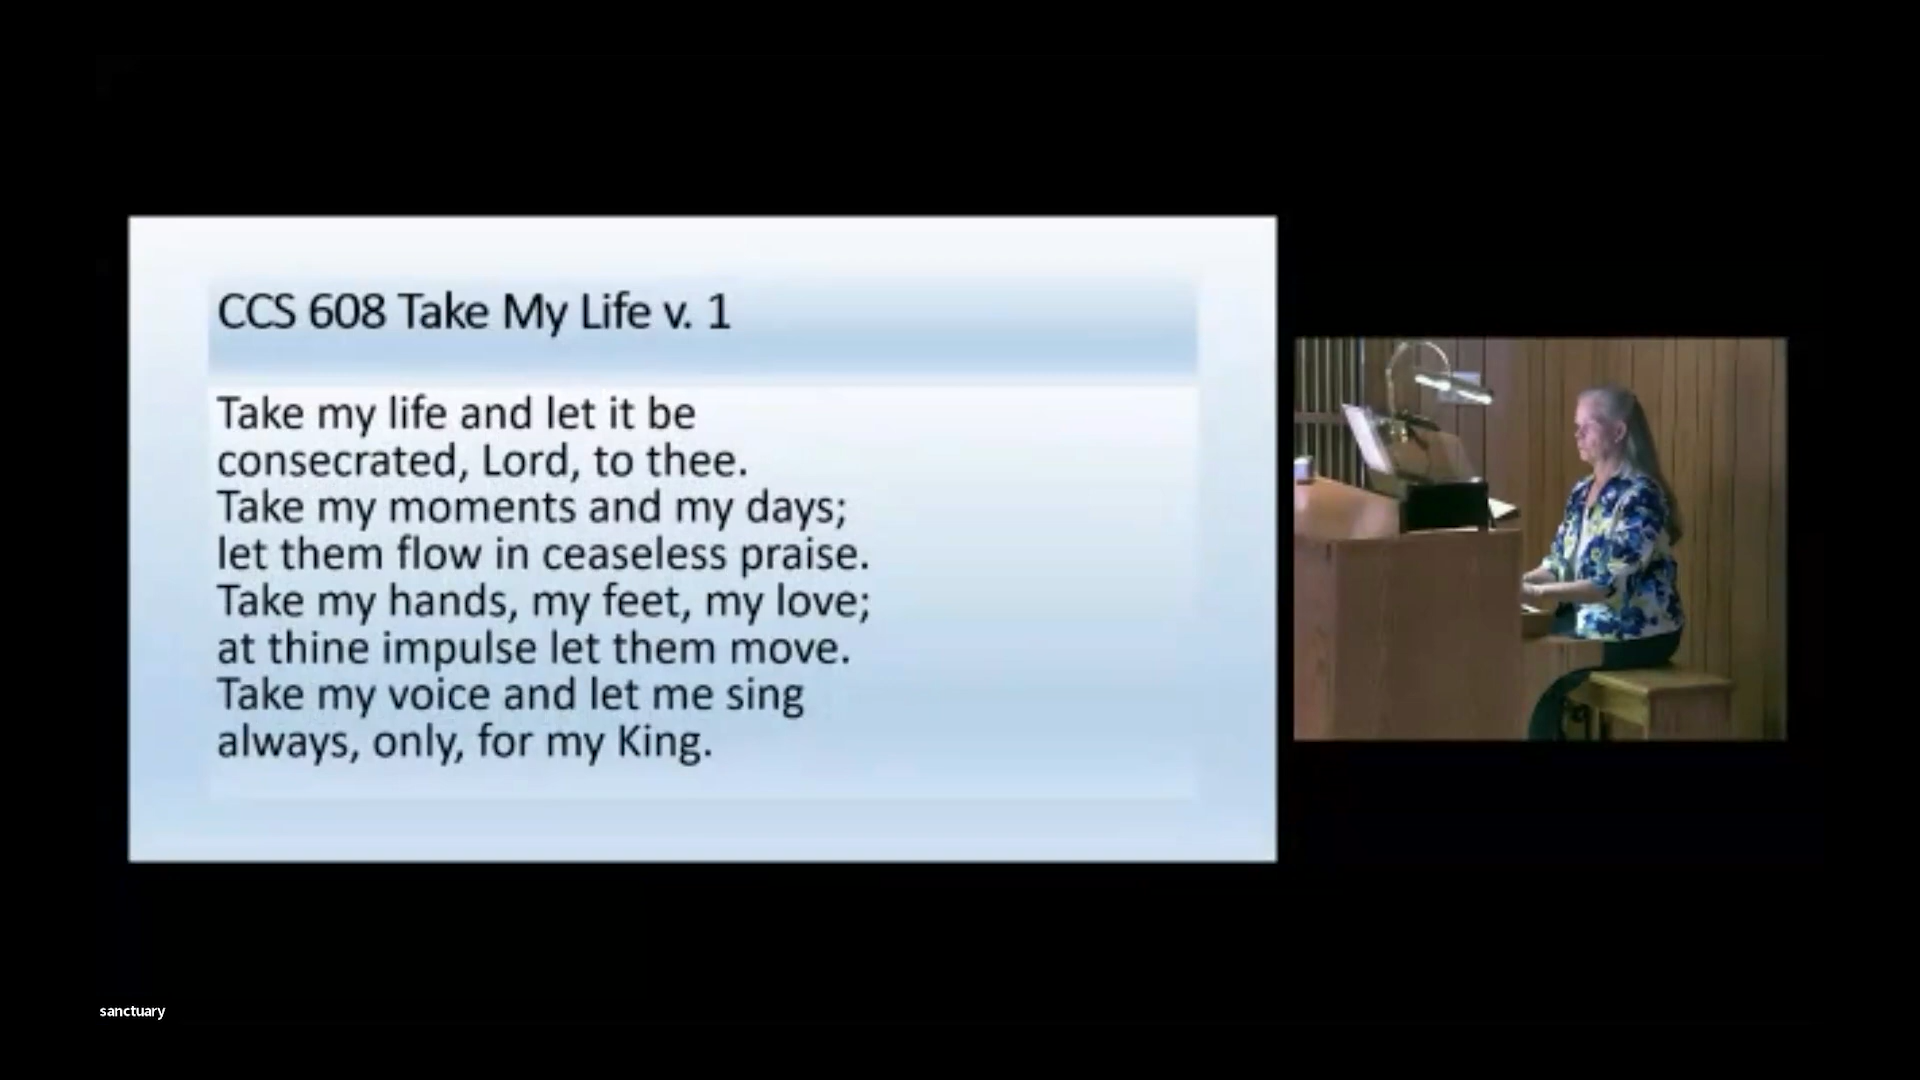 CCS 608 Take My Life v. 1
Take my life and let it be
consecrated, Lord, to thee.
Take my moments and my days;
let them flow in ceaseless praise.
Take my hands, my feet, my love;
at thine impulse let them move.
Take my voice and let me sing
always, only, for my King.
sanctuary